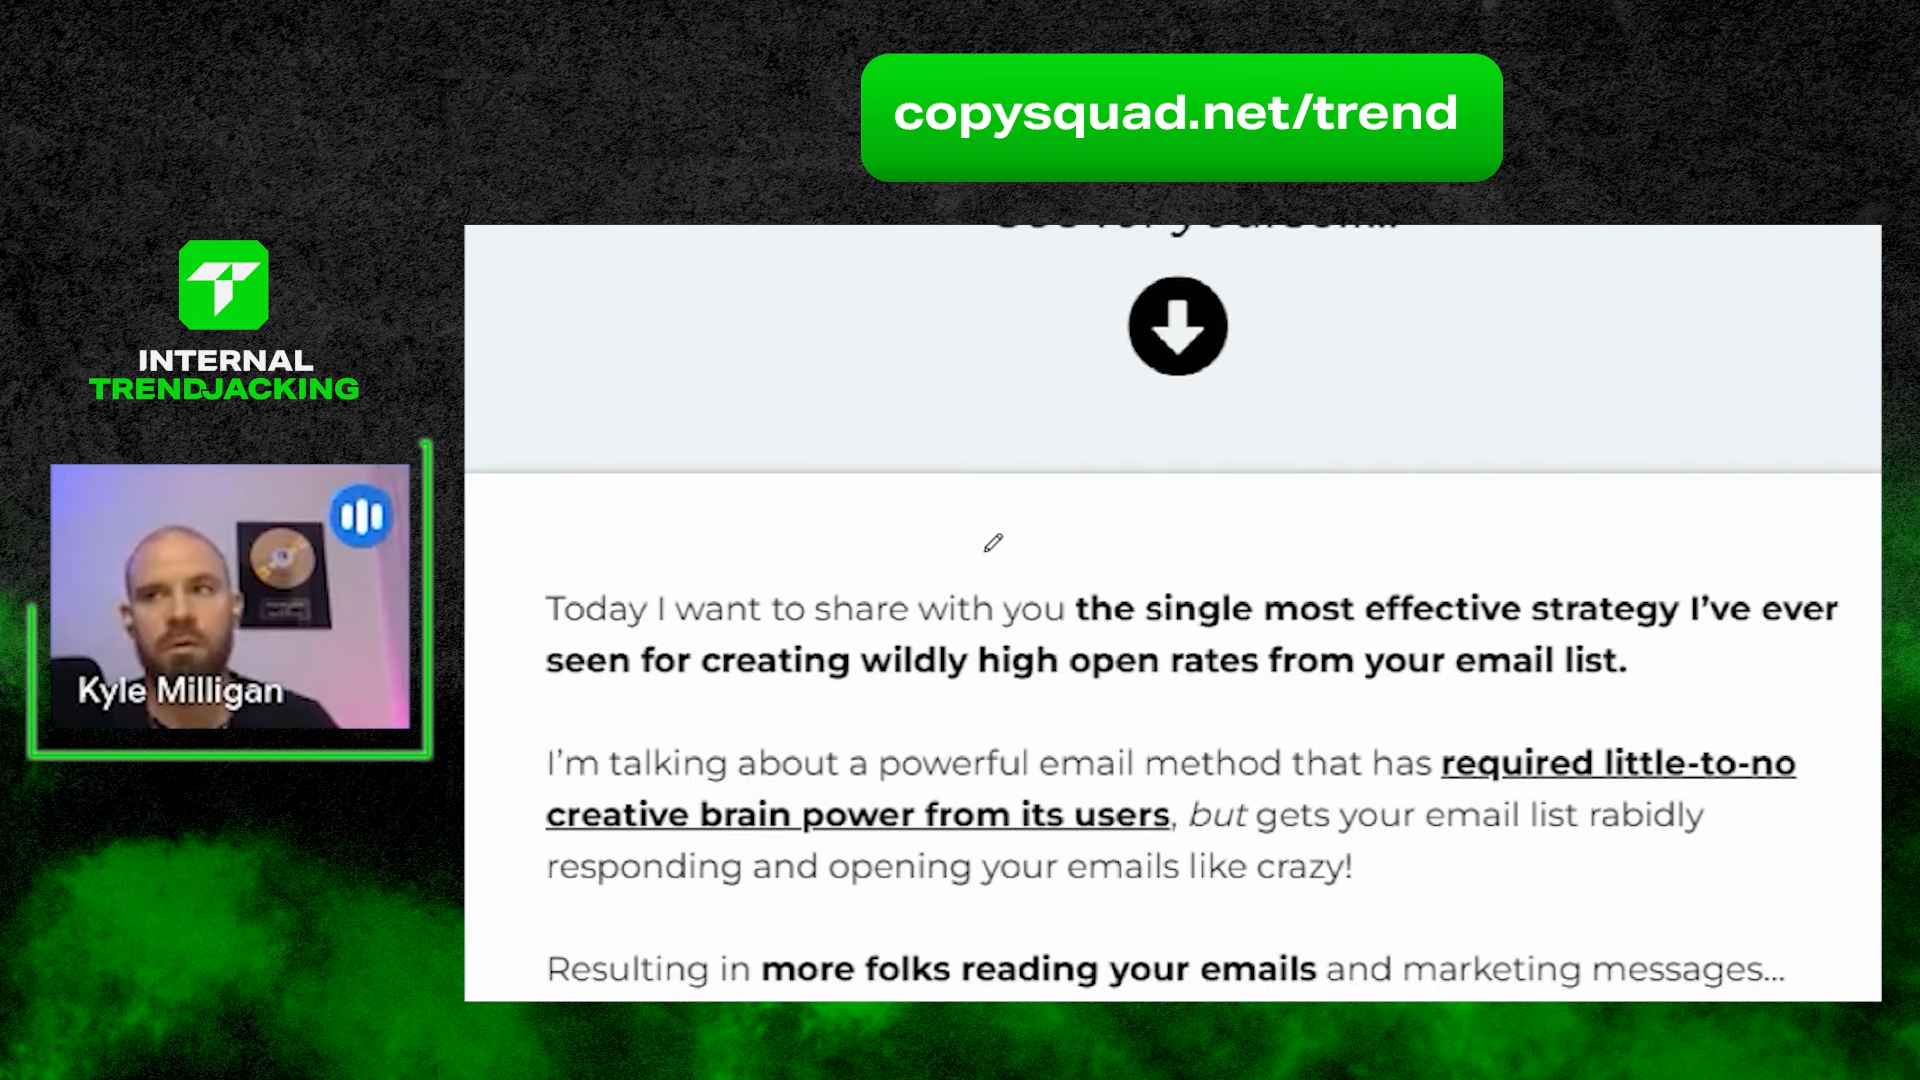 copysquad.net/trend
INTERNAL
TRENDJACKING
Kyle Milligan
Today I want to share with you the single most effective strategy I've ever
seen for creating wildly high open rates from your email list.
I'm talking about a powerful email method that has required little-to-no
creative brain power from its users, but gets your email list rabidly
responding and opening your emails like crazy!
Resulting in more folks reading your emails and marketing messages...